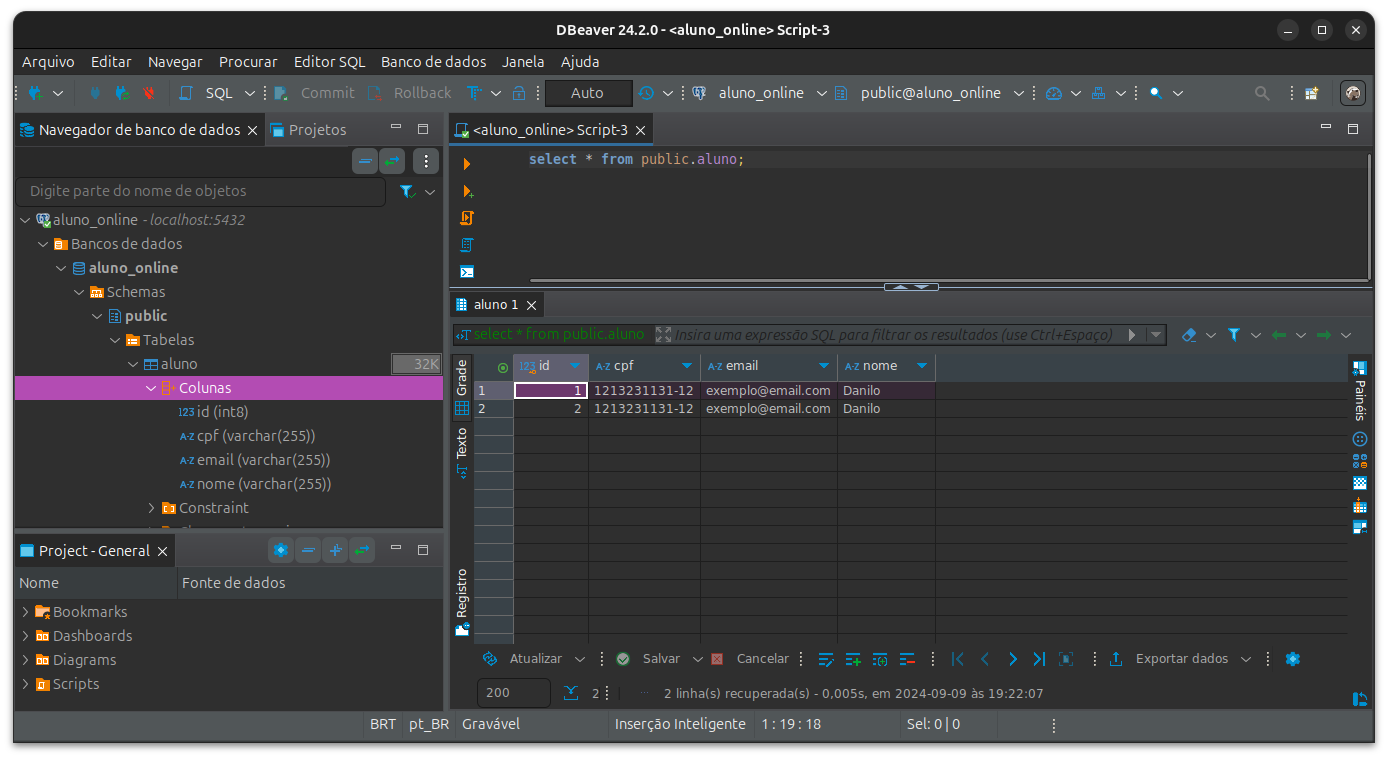 DBeaver 24.2.0 - <aluno_online> Script-3
Arquivo Editar Navegar Procurar Editor SQL Banco de dados Janela Ajuda
SQL Commit Rollback Auto aluno_online public@aluno_online
Navegador de banco de dados Projetos
Digite parte do nome de objetos
aluno_online - localhost:5432
Bancos de dados
aluno_online
Schemas
public
Tabelas
aluno 32K
Colunas
123 id (int8)
A-Z cpf (varchar(255))
A-Z email (varchar(255))
A-Z nome (varchar(255))
Constraint
Project - General
Nome Fonte de dados
Bookmarks
Dashboards
Diagrams
Scripts
<aluno_online> Script-3
select * from public.aluno;
aluno 1
select * from public.aluno Insira uma expressão SQL para filtrar os resultados (use Ctrl+Espaço)
Grade
Texto
Registro
123 id A-Z cpf A-Z email A-Z nome
1 1 1213231131-12 exemplo@email.com Danilo
2 2 1213231131-12 exemplo@email.com Danilo
Painéis
Atualizar Salvar Cancelar Exportar dados
200 2 2 linha(s) recuperada(s) - 0,005s, em 2024-09-09 às 19:22:07
BRT pt_BR Gravável Inserção Inteligente 1 : 19 : 18 Sel: 0 | 0